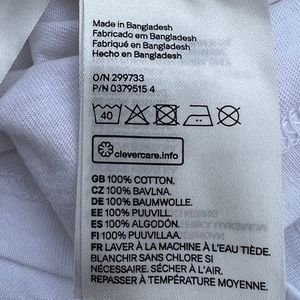 Made in Bangladesh
Fabricado em Bangladesh
Fabriqué en Bangladesh
Hecho en Bangladesh
O/N 299733
P/N 0379515 4
40
clevercare.info
GB 100% COTTON.
CZ 100% BAVLNA.
DE 100% BAUMWOLLE.
EE 100% PUUVILL.
ES 100% ALGODÓN.
FI 100% PUUVILLAA.
FR LAVER À LA MACHINE À L'EAU TIÈDE.
BLANCHIR SANS CHLORE SI
NÉCESSAIRE. SÉCHER À L'AIR.
REPASSER À TEMPÉRATURE MOYENNE.